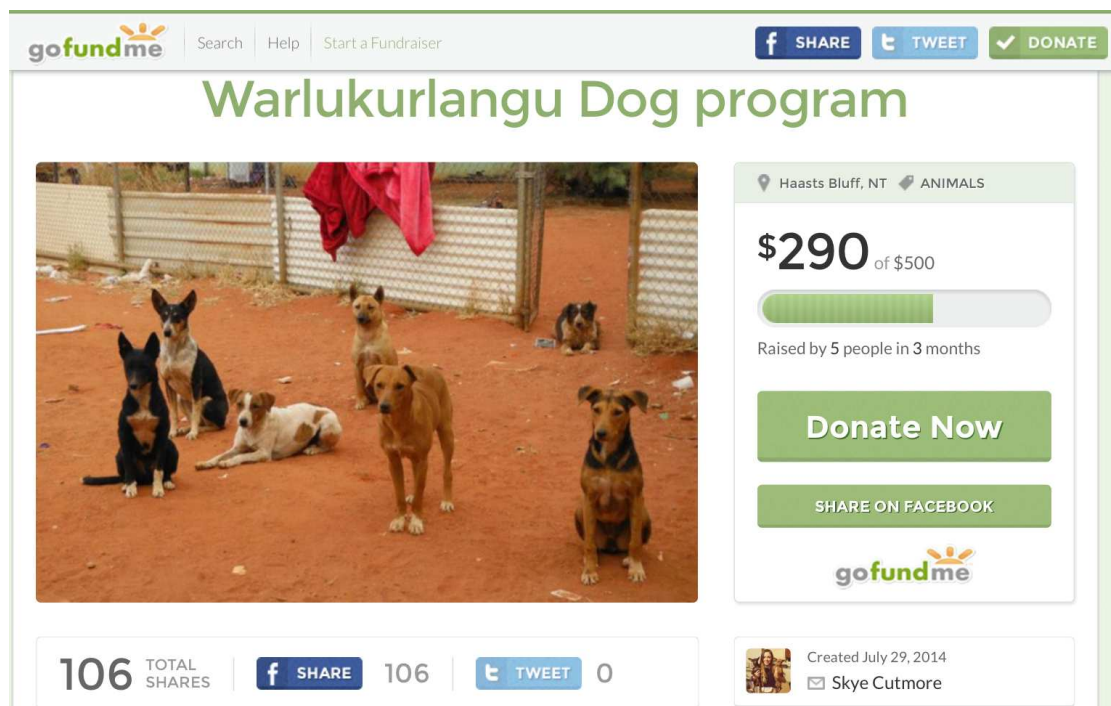 gofundme
Search Help Start a Fundraiser
f SHARE
t TWEET
DONATE
Warlukurlangu Dog program
Haasts Bluff, NT ANIMALS
$290 of $500
Raised by 5 people in 3 months
Donate Now
SHARE ON FACEBOOK
gofundme
106 TOTAL
SHARES
f SHARE 106
t TWEET 0
Created July 29, 2014
Skye Cutmore